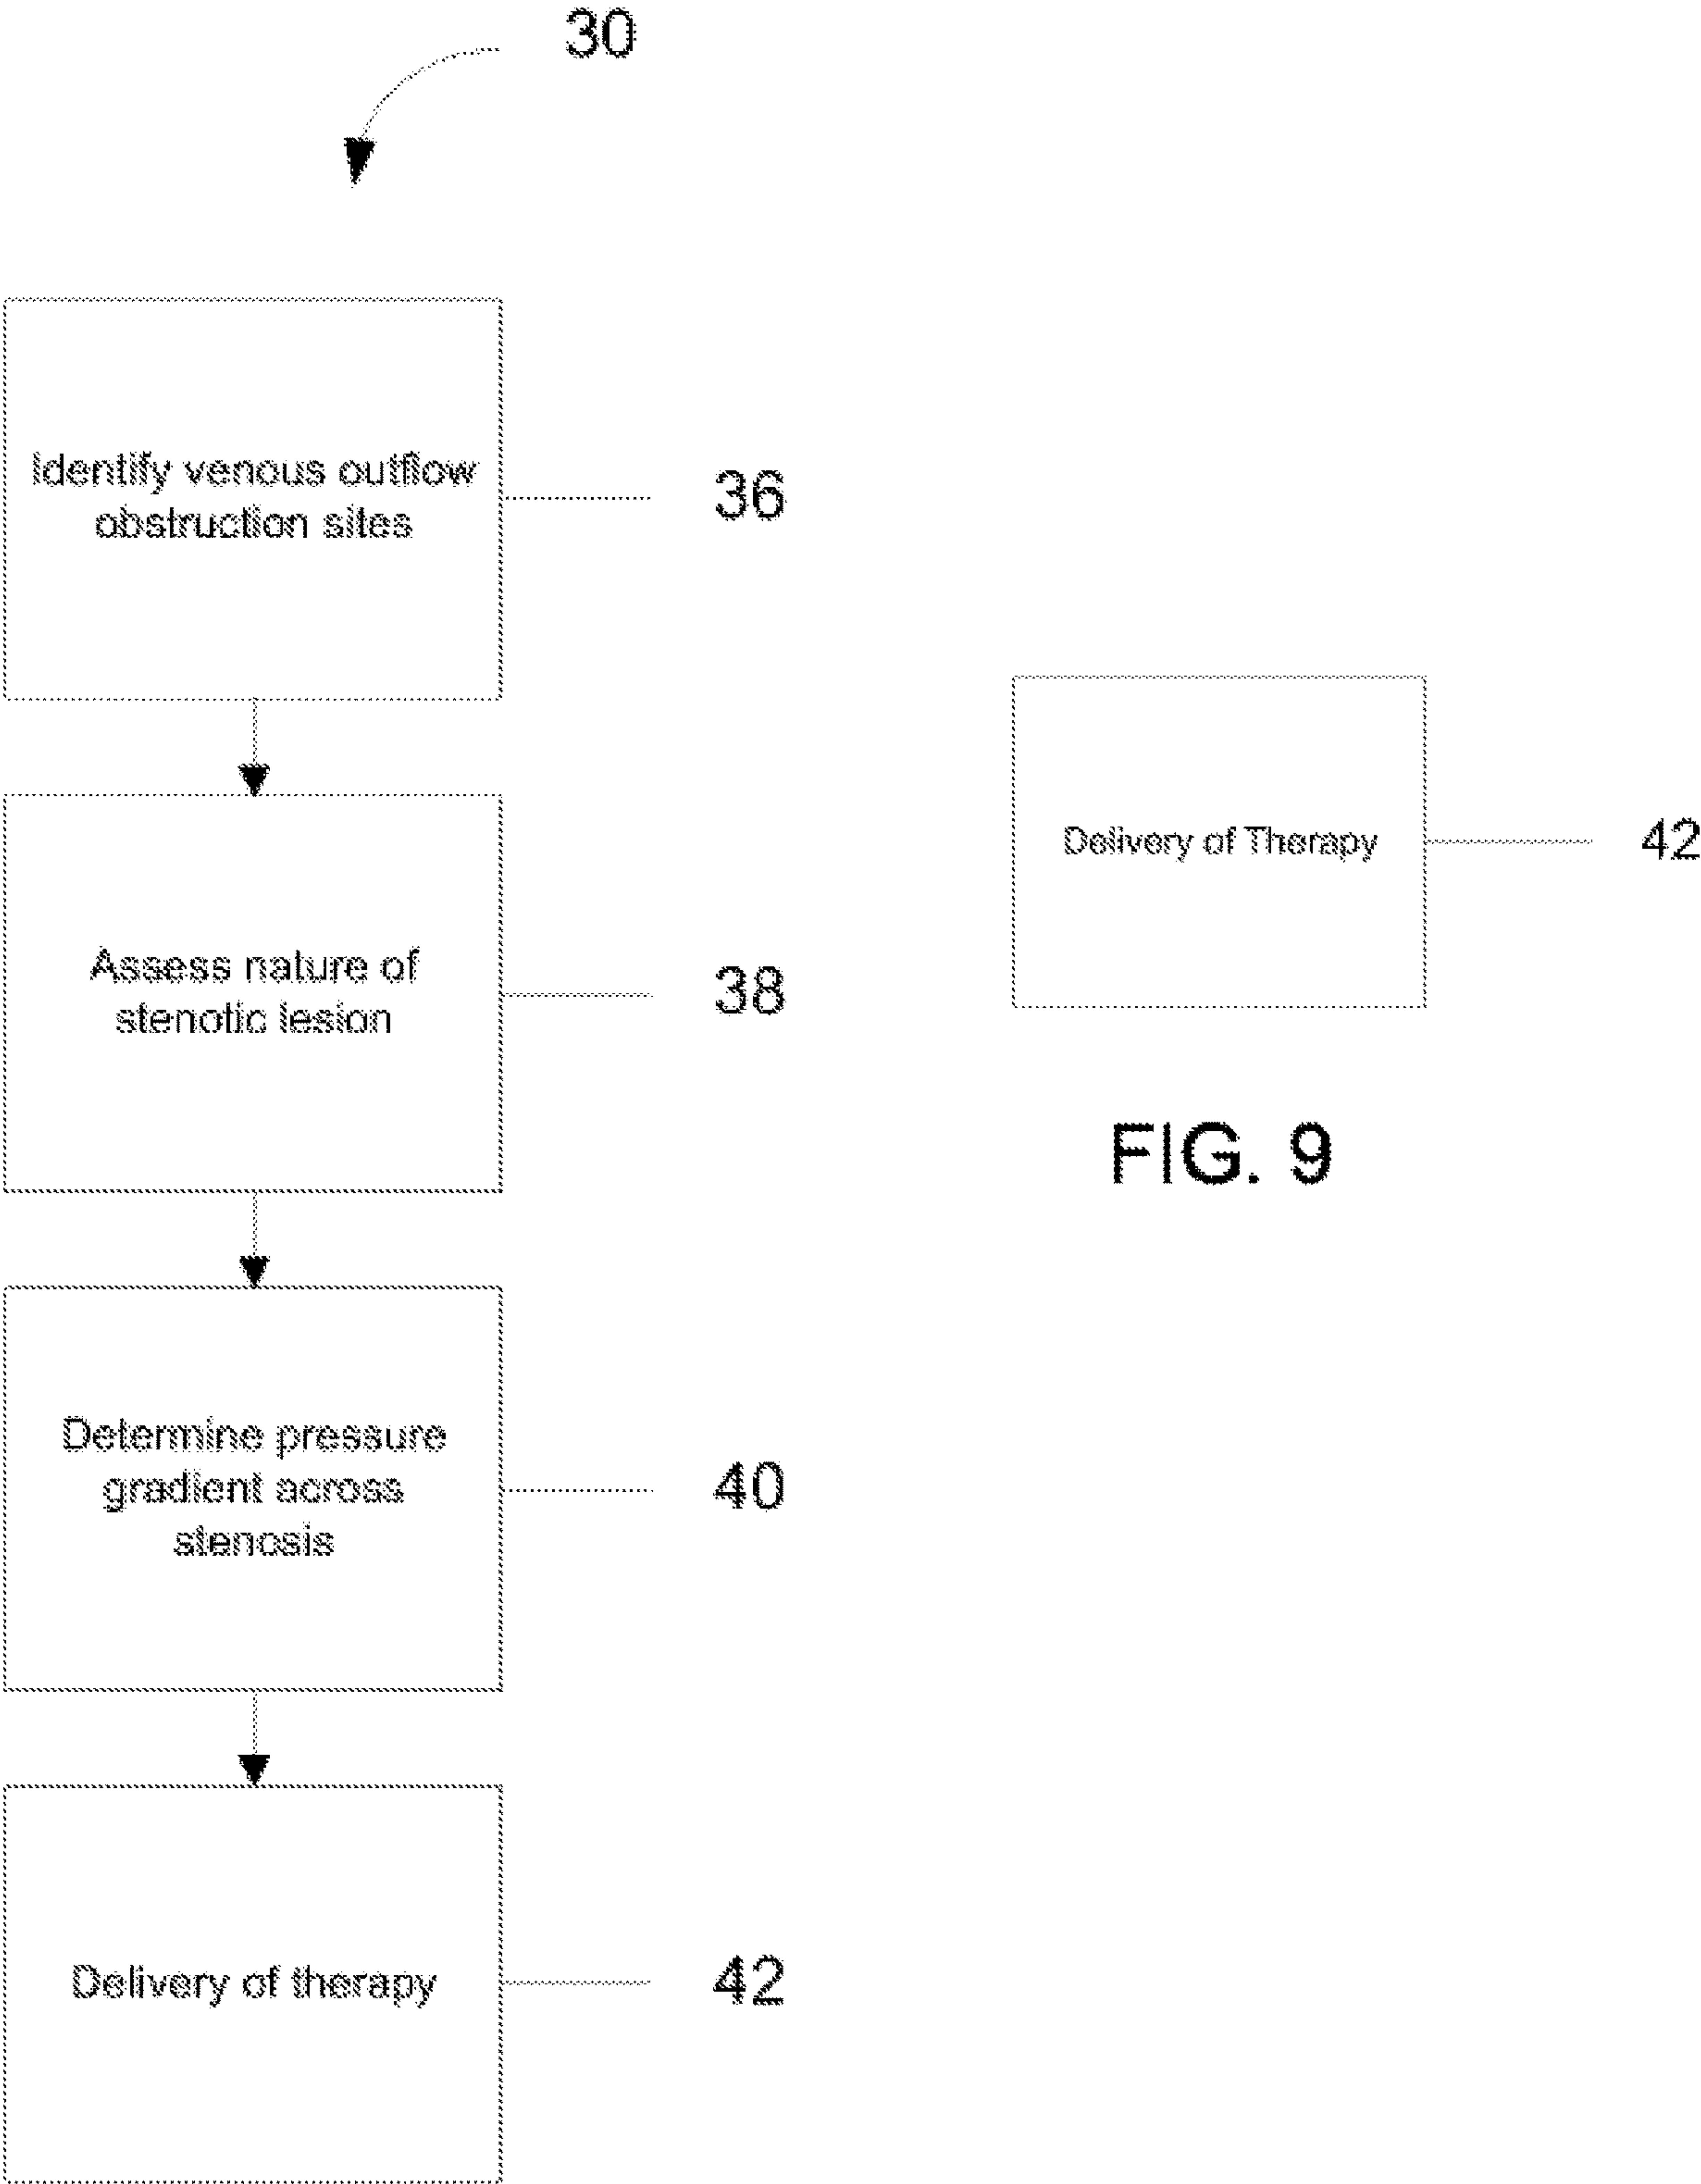 30
Identify venous outflow
obstruction sites
36
Assess nature of
stenotic lesion
38
Determine pressure
gradient across
stenosis
40
Delivery of therapy
42
Delivery of Therapy
42
FIG. 9